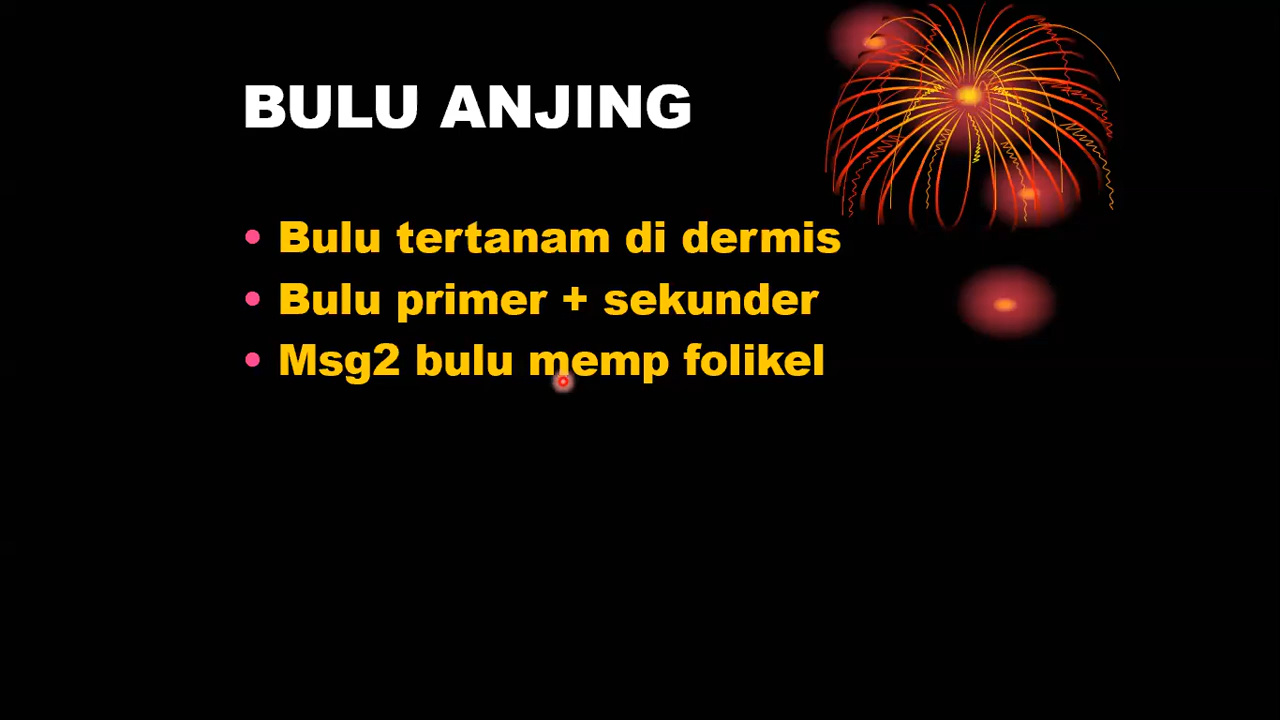 BULU ANJING
• Bulu tertanam di dermis
• Bulu primer + sekunder
• Msg2 bulu memp folikel